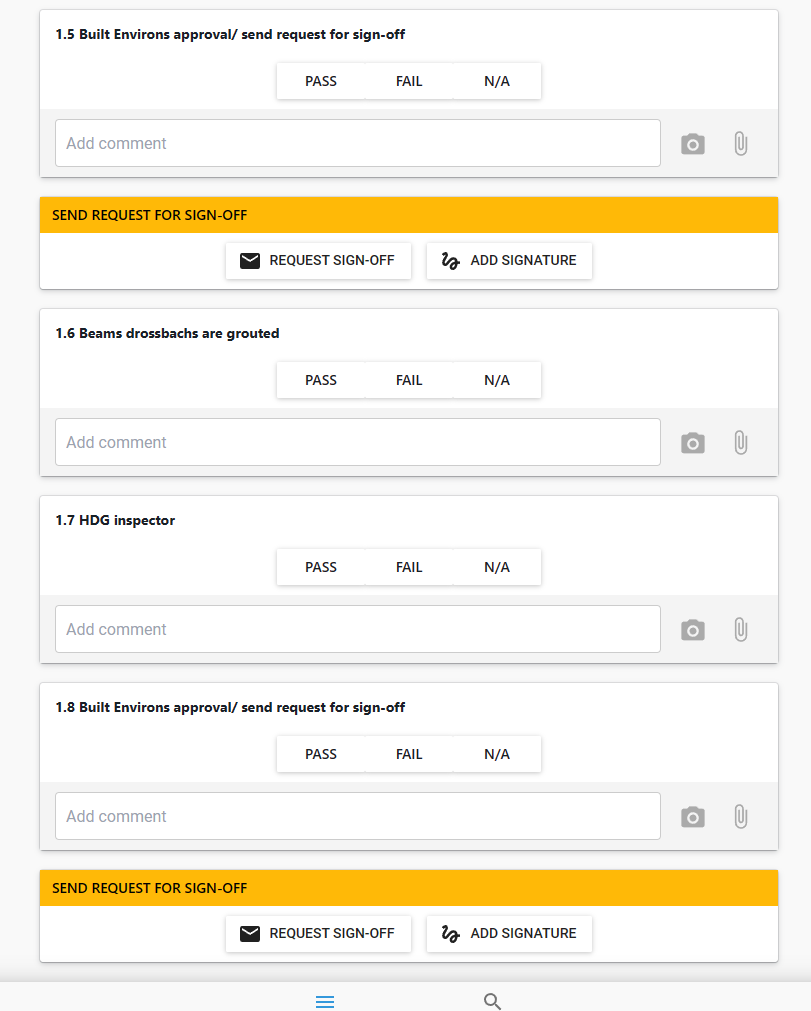 1.5 Built Environs approval/ send request for sign-off
PASS FAIL N/A
Add comment
SEND REQUEST FOR SIGN-OFF
REQUEST SIGN-OFF ADD SIGNATURE
1.6 Beams drossbachs are grouted
PASS FAIL N/A
Add comment
1.7 HDG inspector
PASS FAIL N/A
Add comment
1.8 Built Environs approval/ send request for sign-off
PASS FAIL N/A
Add comment
SEND REQUEST FOR SIGN-OFF
REQUEST SIGN-OFF ADD SIGNATURE